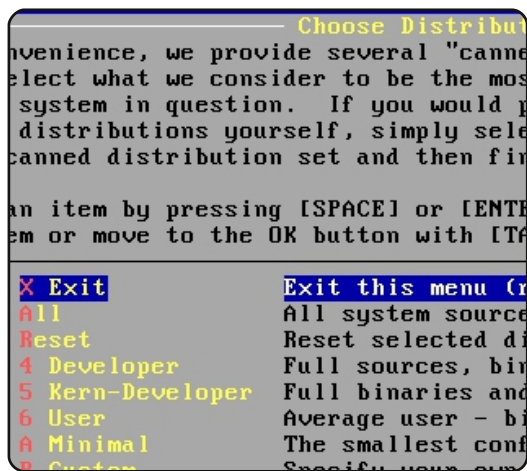 Choose Distribut
nvenience, we provide several "canne
elect what we consider to be the mos
system in question. If you would p
distributions yourself, simply sele
canned distribution set and then fin
an item by pressing [SPACE] or [ENTE
em or move to the OK button with [TA
X Exit Exit this menu (r
All All system source
Reset Reset selected di
4 Developer Full sources, bin
5 Kern-Developer Full binaries and
6 User Average user - bi
A Minimal The smallest conf
B Custom Specify your own